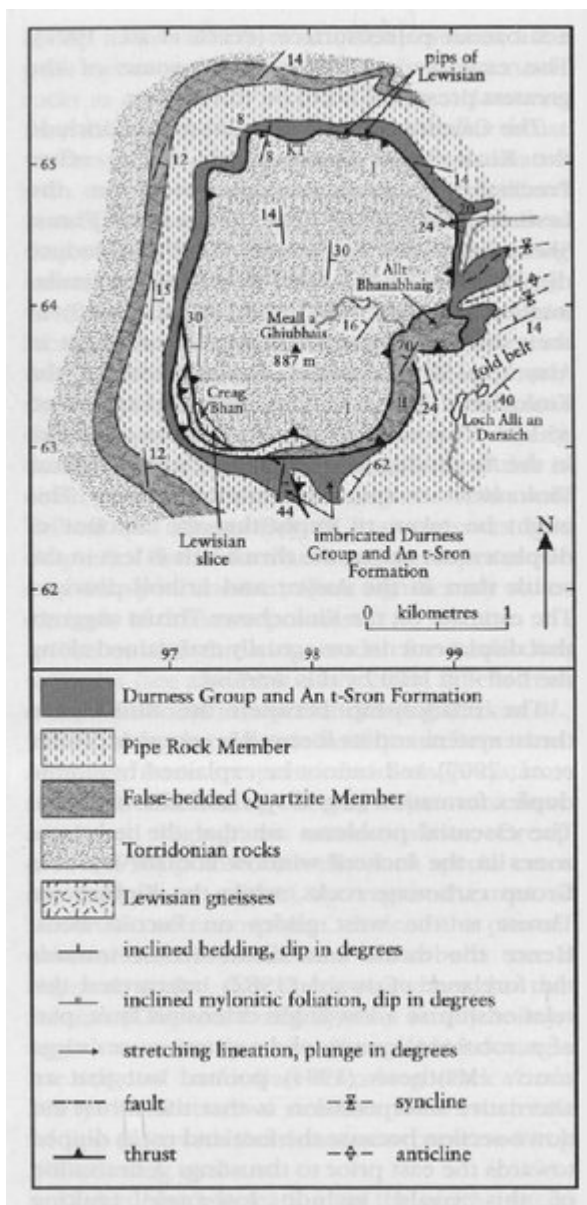 pips of
Lewisian
14
8
8
KT
I
65
12
14
24
14
30
Allt
Bhanabhaig
64
15
30
Meall a'
Ghiubhais
887 m
16
70
14
24
fold belt
40
Loch Allt an
Daraich
Creag
Bhan
I
63
12
62
44
Lewisian
slice
imbricated Durness
Group and An t-Sron
Formation
N
62
0 kilometres 1
97 98 99
Durness Group and An t-Sron Formation
Pipe Rock Member
False-bedded Quartzite Member
Torridonian rocks
Lewisian gneisses
inclined bedding, dip in degrees
inclined mylonitic foliation, dip in degrees
stretching lineation, plunge in degrees
fault
syncline
thrust
anticline